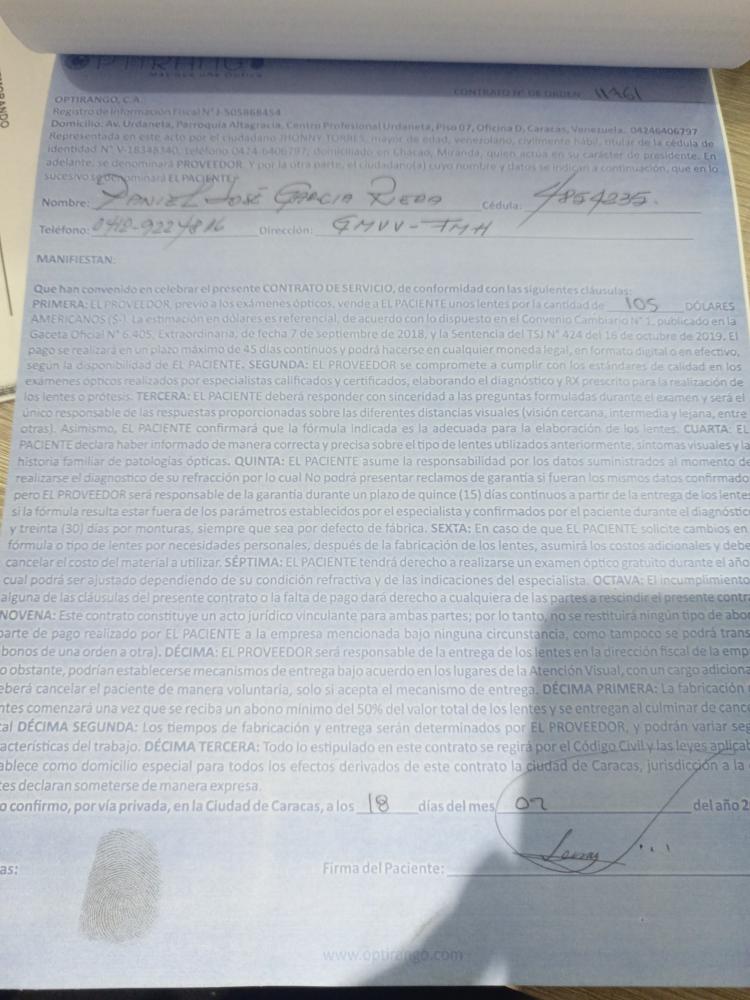 OPTIRANGO
CONTRATO N° DE ORDEN 11461
OPTIRANGO, C.A.
Registro de Información Fiscal N° J-505868454
Domicilio: Av. Urdaneta, Parroquia Altagracia, Centro Profesional Urdaneta, Piso 07, Oficina D, Caracas, Venezuela. 04246406797
Representada en este acto por el ciudadano JHONNY TORRES, mayor de edad, venezolano, civilmente hábil, titular de la cédula de
identidad N° V-18348340, teléfono 0424-6406797, domiciliado en Chacao, Miranda, quien actúa en su carácter de presidente. En
adelante, se denominará PROVEEDOR. Y por la otra parte, el ciudadano(a) cuyo nombre y datos se indican a continuación, que en lo
sucesivo se denominará EL PACIENTE:
Nombre: DANIEL JOSÉ GARCIA Cédula: 4854235.
Teléfono: Dirección: GMVV-TMH
MANIFIESTAN:
Que han convenido en celebrar el presente CONTRATO DE SERVICIO, de conformidad con las siguientes cláusulas:
PRIMERA: EL PROVEEDOR, previo a los exámenes ópticos, vende a EL PACIENTE unos lentes por la cantidad de 105 DÓLARES
AMERICANOS ($-). La estimación en dólares es referencial, de acuerdo con lo dispuesto en el Convenio Cambiario N° 1, publicado en la
Gaceta Oficial N° 6.405, Extraordinaria, de fecha 7 de septiembre de 2018, y la Sentencia del TSJ N° 424 del 16 de octubre de 2019. El
pago se realizará en un plazo máximo de 45 días continuos y podrá hacerse en cualquier moneda legal, en formato digital o en efectivo,
según la disponibilidad de EL PACIENTE. SEGUNDA: EL PROVEEDOR se compromete a cumplir con los estándares de calidad en los
exámenes ópticos realizados por especialistas calificados y certificados, elaborando el diagnóstico y RX prescrito para la realización de
los lentes o prótesis. TERCERA: EL PACIENTE deberá responder con sinceridad a las preguntas formuladas durante el examen y será el
único responsable de las respuestas proporcionadas sobre las diferentes distancias visuales (visión cercana, intermedia y lejana, entre
otras). Asimismo, EL PACIENTE confirmará que la fórmula indicada es la adecuada para la elaboración de los lentes. CUARTA: EL
PACIENTE declara haber informado de manera correcta y precisa sobre el tipo de lentes utilizados anteriormente, síntomas visuales y la
historia familiar de patologías ópticas. QUINTA: EL PACIENTE asume la responsabilidad por los datos suministrados al momento de
realizarse el diagnostico de su refracción por lo cual No podrá presentar reclamos de garantía si fueran los mismos datos confirmado
pero EL PROVEEDOR será responsable de la garantía durante un plazo de quince (15) días continuos a partir de la entrega de los lente
si la fórmula resulta estar fuera de los parámetros establecidos por el especialista y confirmados por el paciente durante el diagnóstic
y treinta (30) días por monturas, siempre que sea por defecto de fábrica. SEXTA: En caso de que EL PACIENTE solicite cambios en
fórmula o tipo de lentes por necesidades personales, después de la fabricación de los lentes, asumirá los costos adicionales y debe
cancelar el costo del material a utilizar. SÉPTIMA: EL PACIENTE tendrá derecho a realizarse un examen óptico gratuito durante el año
cual podrá ser ajustado dependiendo de su condición refractiva y de las indicaciones del especialista. OCTAVA: El incumplimiento
alguna de las cláusulas del presente contrato o la falta de pago dará derecho a cualquiera de las partes a rescindir el presente contra
NOVENA: Este contrato constituye un acto jurídico vinculante para ambas partes; por lo tanto, no se restituirá ningún tipo de abo
parte de pago realizado por EL PACIENTE a la empresa mencionada bajo ninguna circunstancia, como tampoco se podrá trans
bonos de una orden a otra). DÉCIMA: EL PROVEEDOR será responsable de la entrega de los lentes en la dirección fiscal de la emp
o obstante, podrían establecerse mecanismos de entrega bajo acuerdo en los lugares de la Atención Visual, con un cargo adiciona
eberá cancelar el paciente de manera voluntaria, solo si acepta el mecanismo de entrega. DÉCIMA PRIMERA: La fabricación
ntes comenzará una vez que se reciba un abono mínimo del 50% del valor total de los lentes y se entregan al culminar de cance
al DÉCIMA SEGUNDA: Los tiempos de fabricación y entrega serán determinados por EL PROVEEDOR, y podrán variar seg
acterísticas del trabajo. DÉCIMA TERCERA: Todo lo estipulado en este contrato se regirá por el Código Civil y las leyes aplicat
ablece como domicilio especial para todos los efectos derivados de este contrato la ciudad de Caracas, jurisdicción a la
es declaran someterse de manera expresa.
o confirmo, por vía privada, en la Ciudad de Caracas, a los 18 días del mes 07 del año 2
as: Firma del Paciente:
www.optirango.com